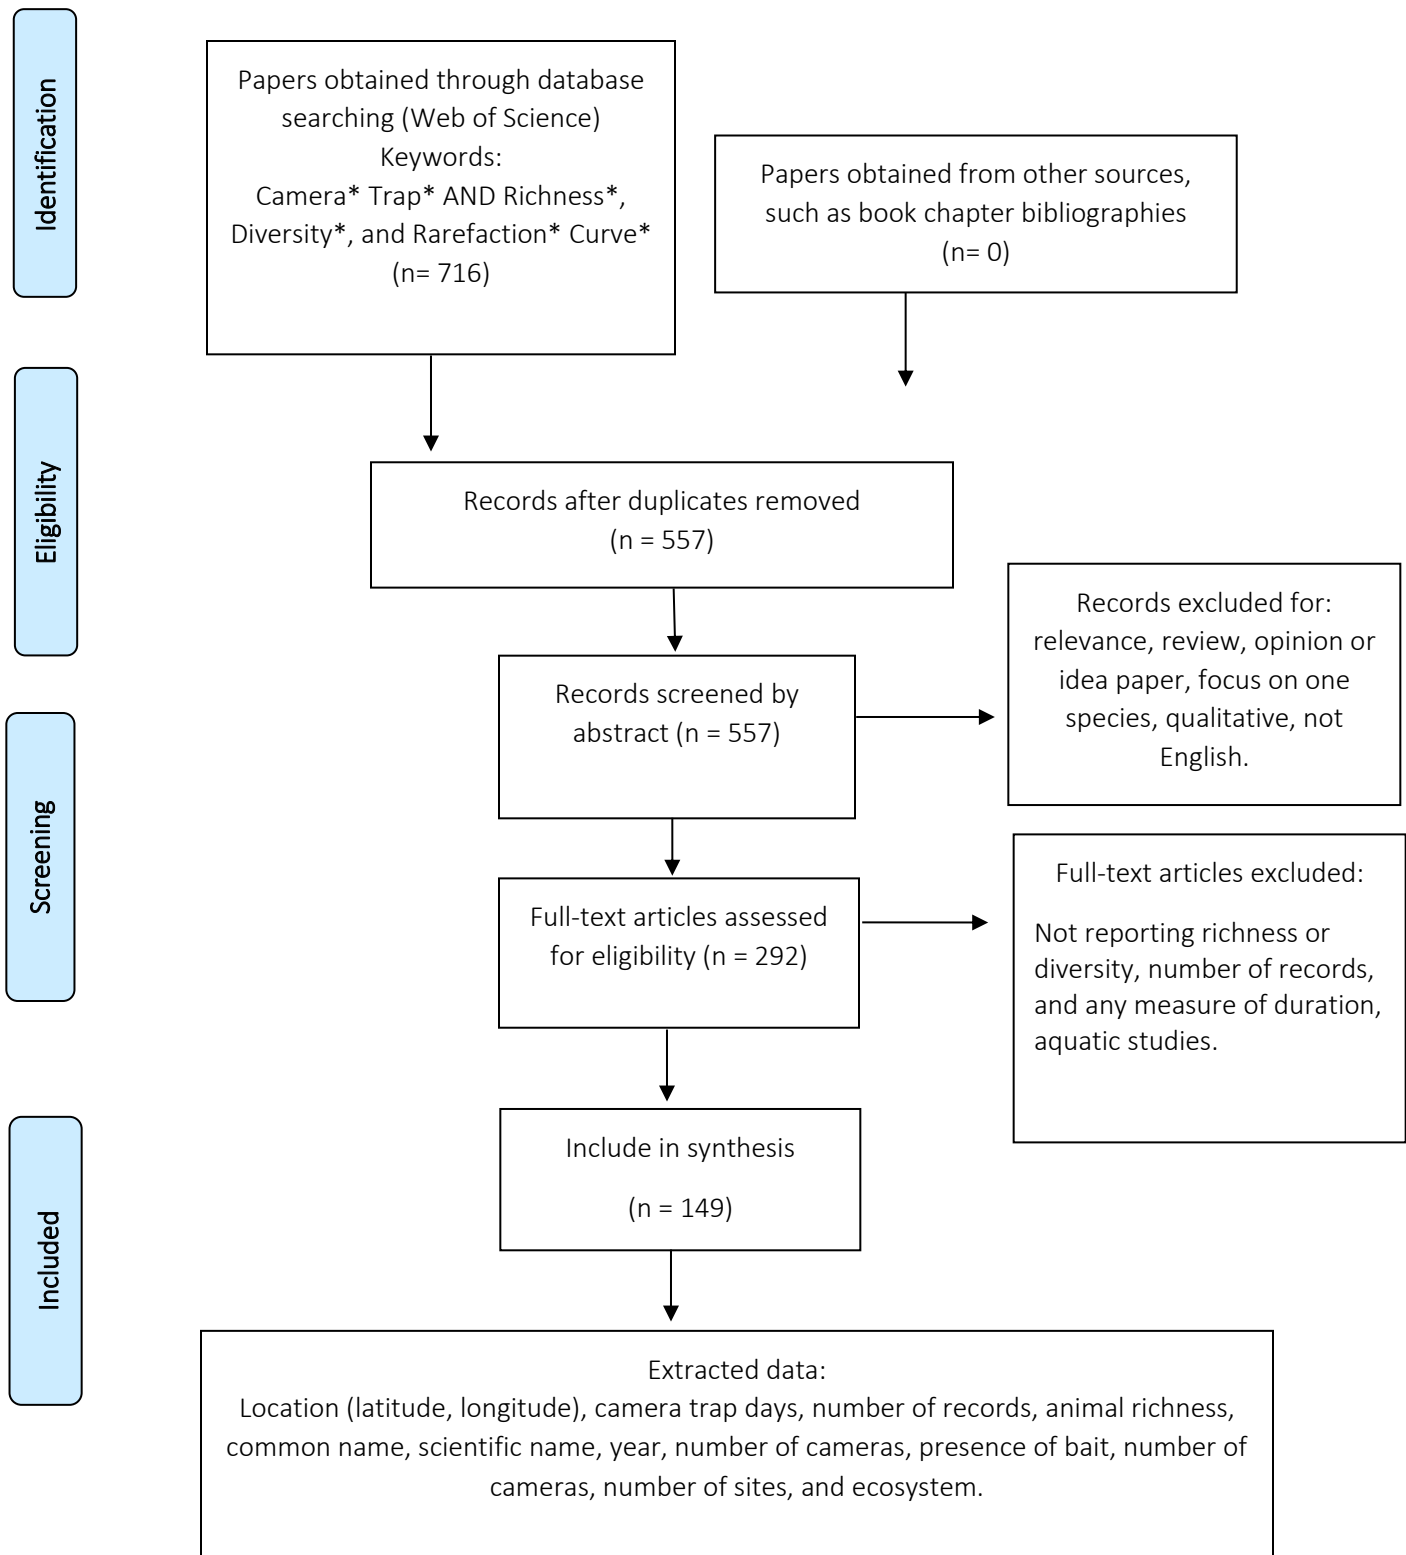 Identification
Papers obtained through database
searching (Web of Science)
Keywords:
Camera* Trap* AND Richness*,
Diversity*, and Rarefaction* Curve*
(n= 716)
Papers obtained from other sources,
such as book chapter bibliographies
(n= 0)
Eligibility
Records after duplicates removed
(n = 557)
Records screened by
abstract (n = 557)
Records excluded for:
relevance, review, opinion or
idea paper, focus on one
species, qualitative, not
English.
Screening
Full-text articles assessed
for eligibility (n = 292)
Full-text articles excluded:
Not reporting richness or
diversity, number of records,
and any measure of duration,
aquatic studies.
Included
Include in synthesis
(n = 149)
Extracted data:
Location (latitude, longitude), camera trap days, number of records, animal richness,
common name, scientific name, year, number of cameras, presence of bait, number of
cameras, number of sites, and ecosystem.